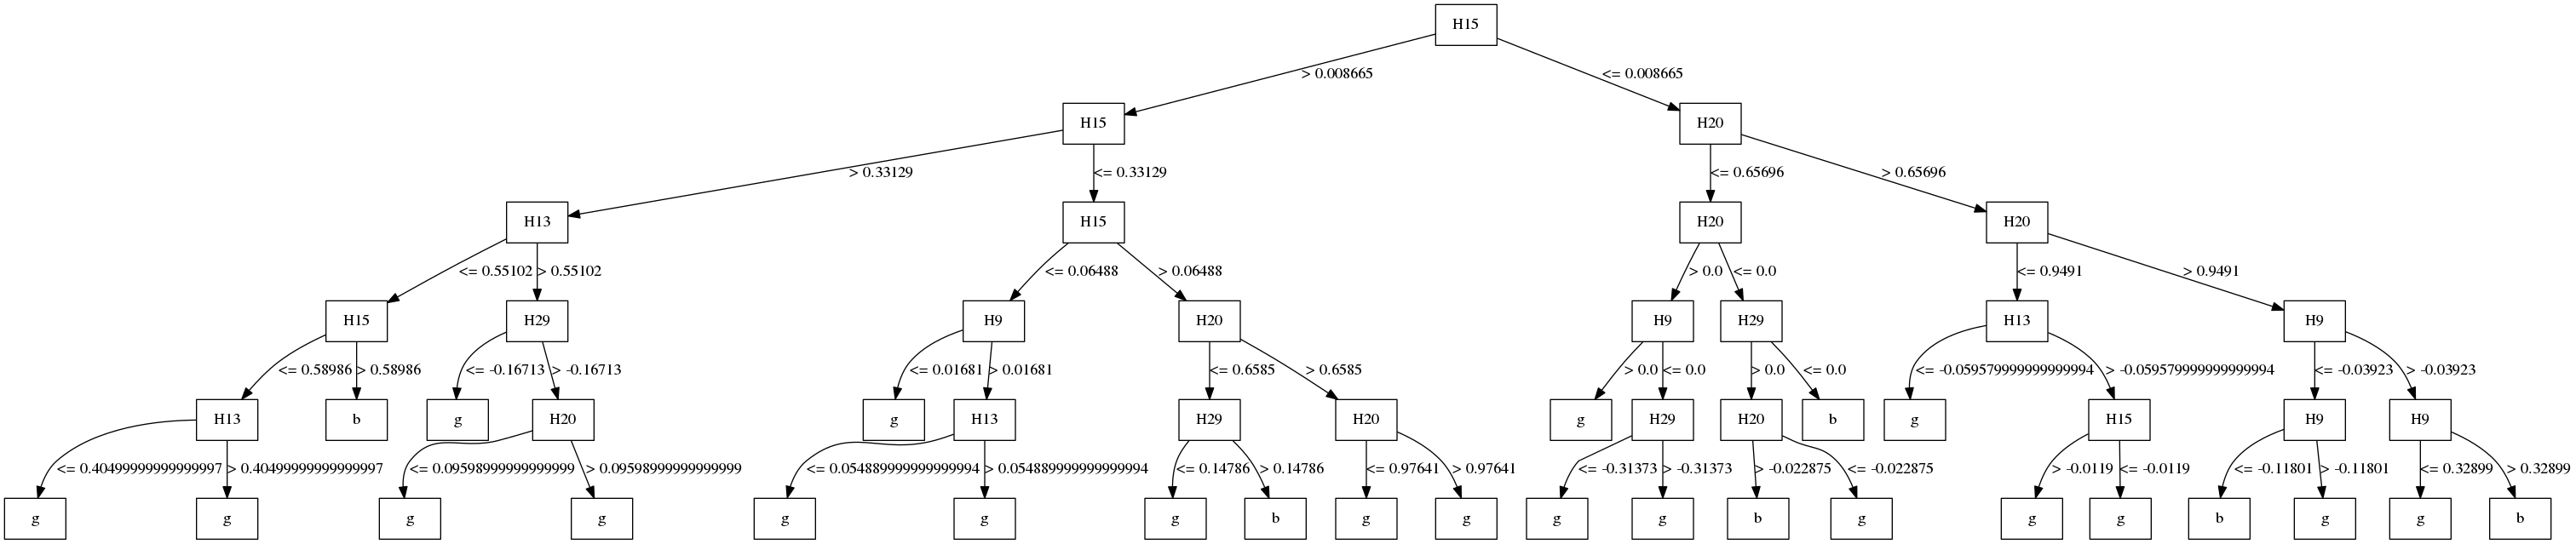 H15
> 0.008665
<= 0.008665
H15
H20
> 0.33129
<= 0.33129
<= 0.65696
> 0.65696
H13
H15
H20
H20
<= 0.55102
> 0.55102
<= 0.06488
> 0.06488
> 0.0
<= 0.0
<= 0.9491
> 0.9491
H15
H29
H9
H20
H9
H29
H13
H9
<= 0.58986
> 0.58986
<= -0.16713
> -0.16713
<= 0.01681
> 0.01681
<= 0.6585
> 0.6585
> 0.0
<= 0.0
> 0.0
<= 0.0
<= -0.059579999999999994
> -0.059579999999999994
<= -0.03923
> -0.03923
H13
b
g
H20
g
H13
H29
H20
g
H29
H20
b
g
H15
H9
H9
<= 0.40499999999999997
> 0.40499999999999997
<= 0.09598999999999999
> 0.09598999999999999
<= 0.054889999999999994
> 0.054889999999999994
<= 0.14786
> 0.14786
<= 0.97641
> 0.97641
<= -0.31373
> -0.31373
> -0.022875
<= -0.022875
> -0.0119
<= -0.0119
<= -0.11801
> -0.11801
<= 0.32899
> 0.32899
g
g
g
g
g
g
g
b
g
g
g
g
b
g
g
g
b
g
g
b